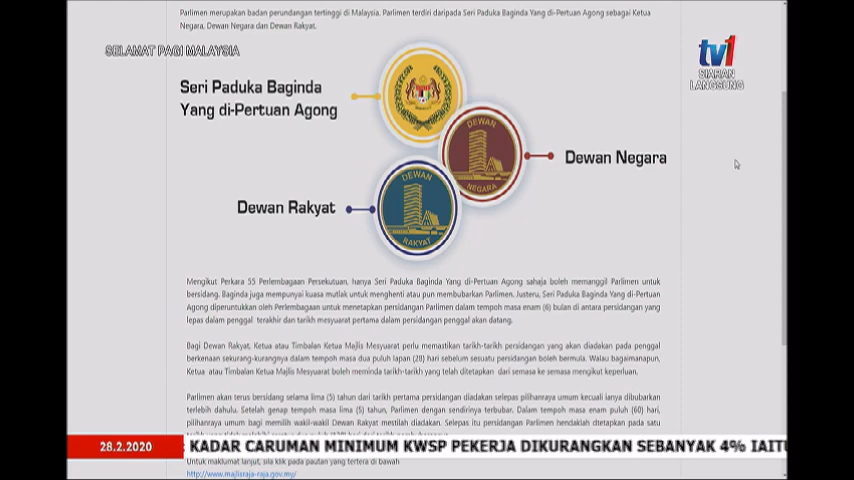 Parlimen merupakan badan perundangan tertinggi di Malaysia. Parlimen terdiri daripada Seri Paduka Baginda Yang di-Pertuan Agong sebagai Ketua
Negara, Dewan Negara dan Dewan Rakyat.
SELAMAT PAGI MALAYSIA
tv1
SIARAN
LANGSUNG
Seri Paduka Baginda
Yang di-Pertuan Agong
DEWAN
NEGARA
Dewan Negara
Dewan Rakyat
DEWAN
RAKYAT
Mengikut Perkara 55 Perlembagaan Persekutuan, hanya Seri Paduka Baginda Yang di-Pertuan Agong sahaja boleh memanggil Parlimen untuk
bersidang. Baginda juga mempunyai kuasa mutlak untuk menghenti atau pun membubarkan Parlimen. Justeru, Seri Paduka Baginda Yang di-Pertuan
Agong diperuntukkan oleh Perlembagaan untuk menetapkan persidangan Parlimen dalam tempoh masa enam (6) bulan di antara persidangan yang
lepas dalam penggal terakhir dan tarikh mesyuarat pertama dalam persidangan penggal akan datang.
Bagi Dewan Rakyat, Ketua atau Timbalan Ketua Majlis Mesyuarat perlu memastikan tarikh-tarikh persidangan yang akan diadakan pada penggal
berkenaan sekurang-kurangnya dalam tempoh masa dua puluh lapan (28) hari sebelum sesuatu persidangan boleh bermula. Walau bagaimanapun,
Ketua atau Timbalan Ketua Majlis Mesyuarat boleh meminda tarikh-tarikh yang telah ditetapkan dari semasa ke semasa mengikut keperluan.
Parlimen akan terus bersidang selama lima (5) tahun dari tarikh pertama persidangan diadakan selepas pilihanraya umum kecuali ianya dibubarkan
terlebih dahulu. Setelah genap tempoh masa lima (5) tahun, Parlimen dengan sendirinya terbubar. Dalam tempoh masa enam puluh (60) hari,
pilihanraya umum bagi memilih wakil-wakil Dewan Rakyat mestilah diadakan. Selepas itu persidangan Parlimen hendaklah ditetapkan pada satu
28.2.2020
KADAR CARUMAN MINIMUM KWSP PEKERJA DIKURANGKAN SEBANYAK 4% IAITU
Untuk maklumat lanjut, sila klik pada pautan yang tertera di bawah
http://www.majlisraja-raja.gov.my/